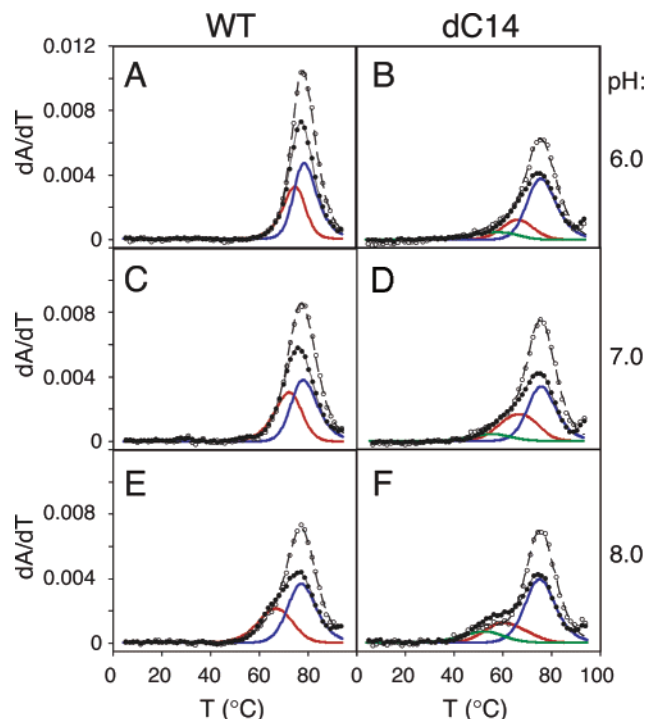 WT dC14
0.012 A B pH:
dA/dT 0.008
0.004 6.0
0
C D
dA/dT 0.008 7.0
0.004
0
E F
dA/dT 0.008 8.0
0.004
0
0 20 40 60 80 0 20 40 60 80 100
T (°C) T (°C)